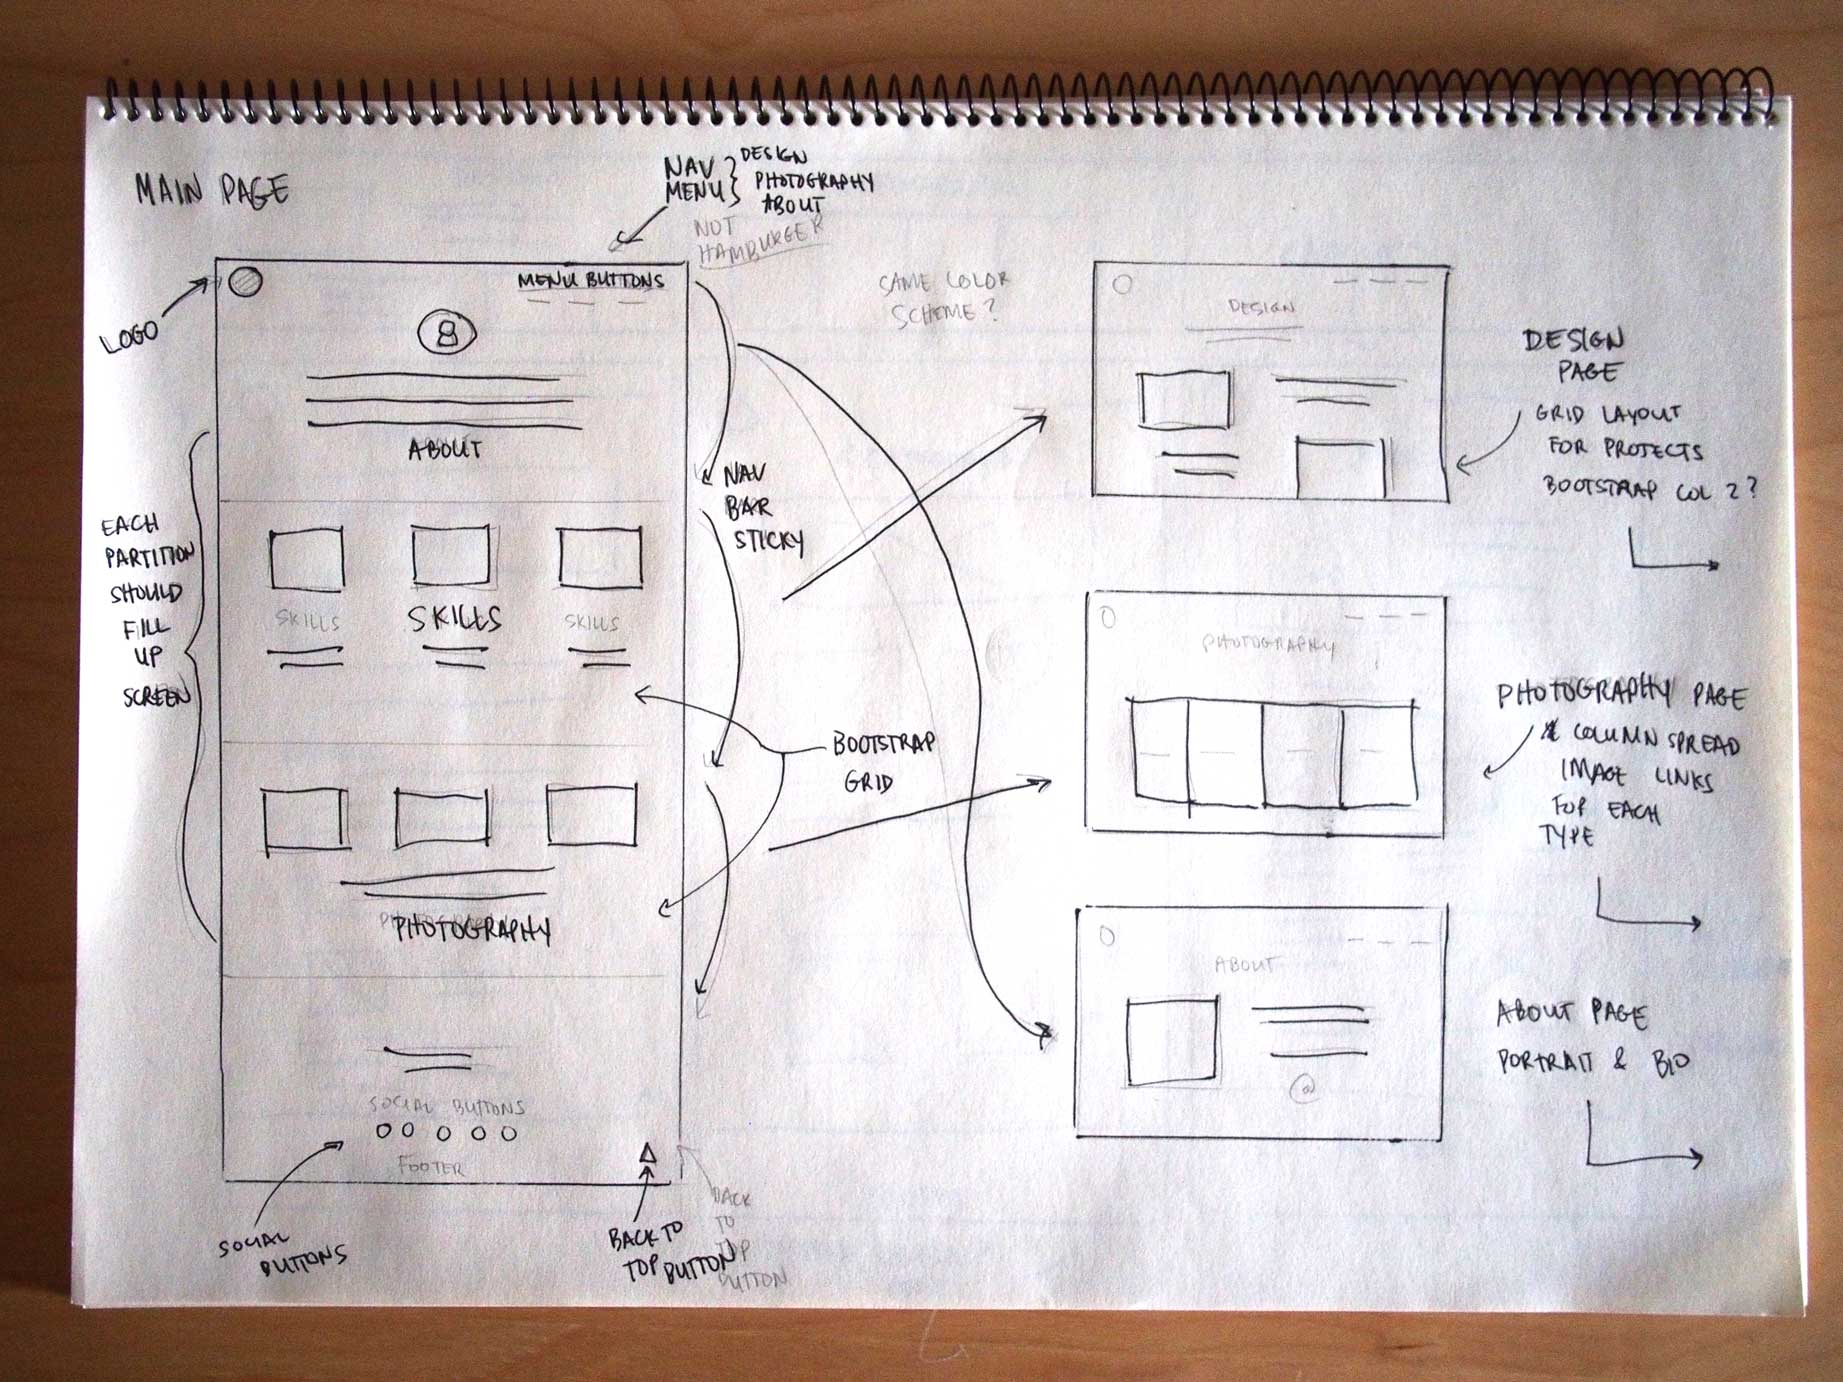 MAIN PAGE
NAV
MENU
DESIGN
PHOTOGRAPHY
ABOUT
NOT
HAMBURGER
LOGO
MENU BUTTONS
ABOUT
EACH
PARTITION
SHOULD
FILL
UP
SCREEN
SKILLS
SKILLS
SKILLS
PHOTOGRAPHY
SOCIAL BUTTONS
FOOTER
SOCIAL
BUTTONS
BACK TO
TOP BUTTON
BACK
TO
TOP
BUTTON
NAV
BAR
STICKY
BOOTSTRAP
GRID
SAME COLOR
SCHEME?
DESIGN
DESIGN
PAGE
GRID LAYOUT
FOR PROJECTS
BOOTSTRAP COL 2?
PHOTOGRAPHY
PHOTOGRAPHY PAGE
COLUMN SPREAD
IMAGE LINKS
FOR EACH
TYPE
ABOUT
@
ABOUT PAGE
PORTRAIT & BIO